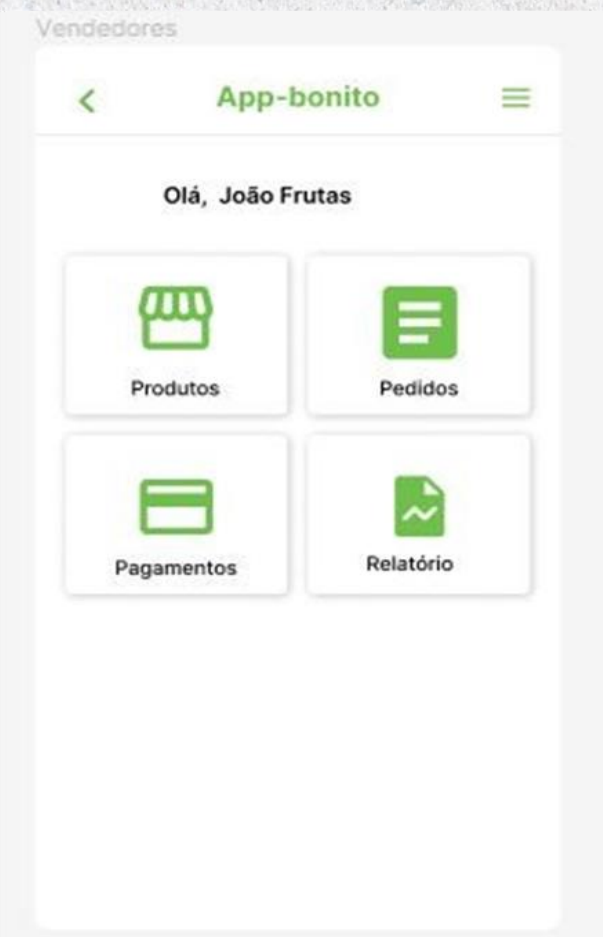 Vendedores
App-bonito
Olá, João Frutas
Produtos
Pedidos
Pagamentos
Relatório